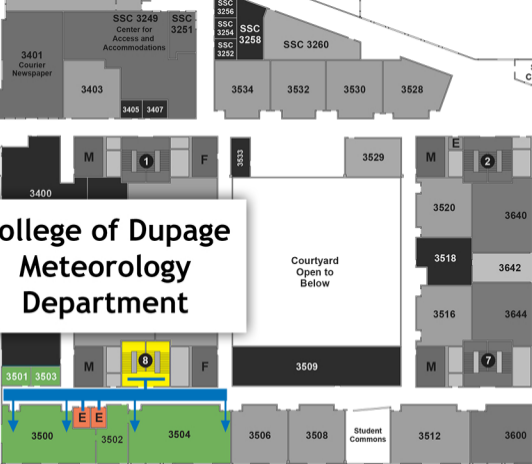 SSC 3249
Center for
Access and
Accommodations
SSC
3251
SSC
3256
SSC
3254
SSC
3252
SSC
3258
SSC 3260
3401
Courier
Newspaper
3403
3405
3407
3534
3532
3530
3528
M
1
F
3533
3529
M
E
2
3400
3520
3640
ollege of Dupage
Meteorology
Department
Courtyard
Open to
Below
3518
3642
3516
3644
3501
3503
M
8
F
3509
M
7
E
E
3500
3502
3504
3506
3508
Student
Commons
3512
3600